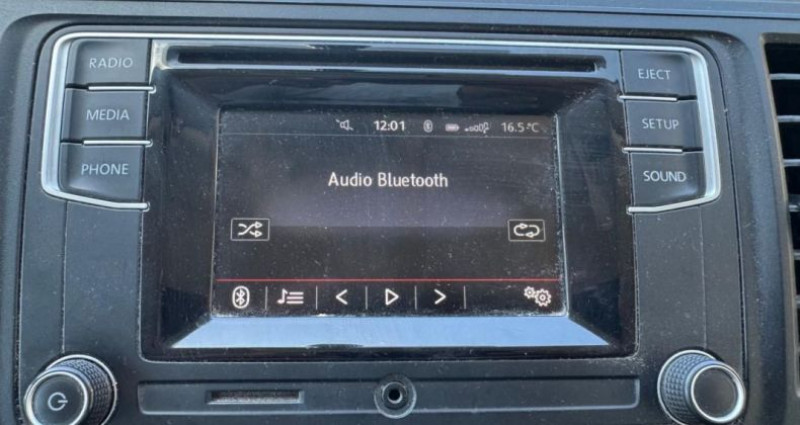 RADIO
MEDIA
PHONE
12:01
16.5°C
Audio Bluetooth
EJECT
SETUP
SOUND